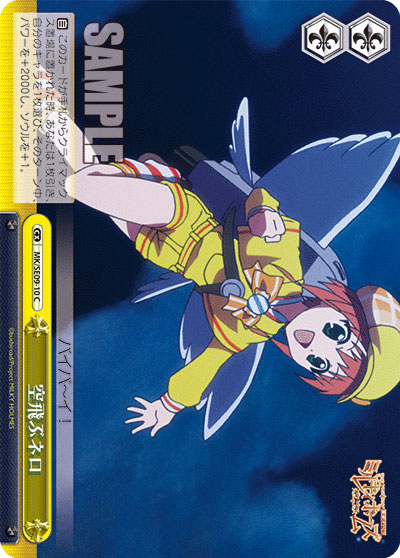 SAMPLE
【自】 このカードが手札からクライマック
ス置場に置かれた時、あなたは1枚引き、
自分のキャラを1枚選び、そのターン中、
パワーを+2000し、ソウルを+1。
バイバ～イ！
CR
MK/SE09-10 C
空飛ぶネロ
©bushiroad/Project MILKY HOLMES